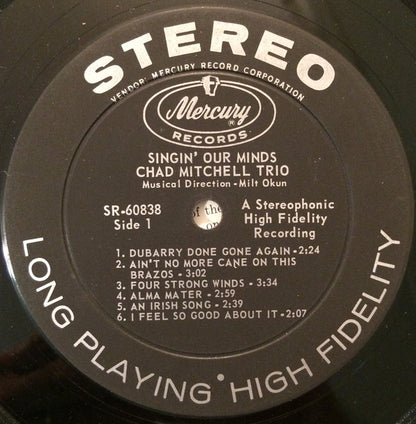 STEREO
VENDOR: MERCURY RECORD CORPORATION
Mercury
®
RECORDS
SINGIN' OUR MINDS
CHAD MITCHELL TRIO
Musical Direction - Milt Okun
SR-60838
Side 1
of the
on
A Stereophonic
High Fidelity
Recording
1. DUBARRY DONE GONE AGAIN - 2:24
2. AIN'T NO MORE CANE ON THIS
BRAZOS - 3:02
3. FOUR STRONG WINDS - 3:34
4. ALMA MATER - 2:59
5. AN IRISH SONG - 2:39
6. I FEEL SO GOOD ABOUT IT - 2:07
LONG PLAYING • HIGH FIDELITY